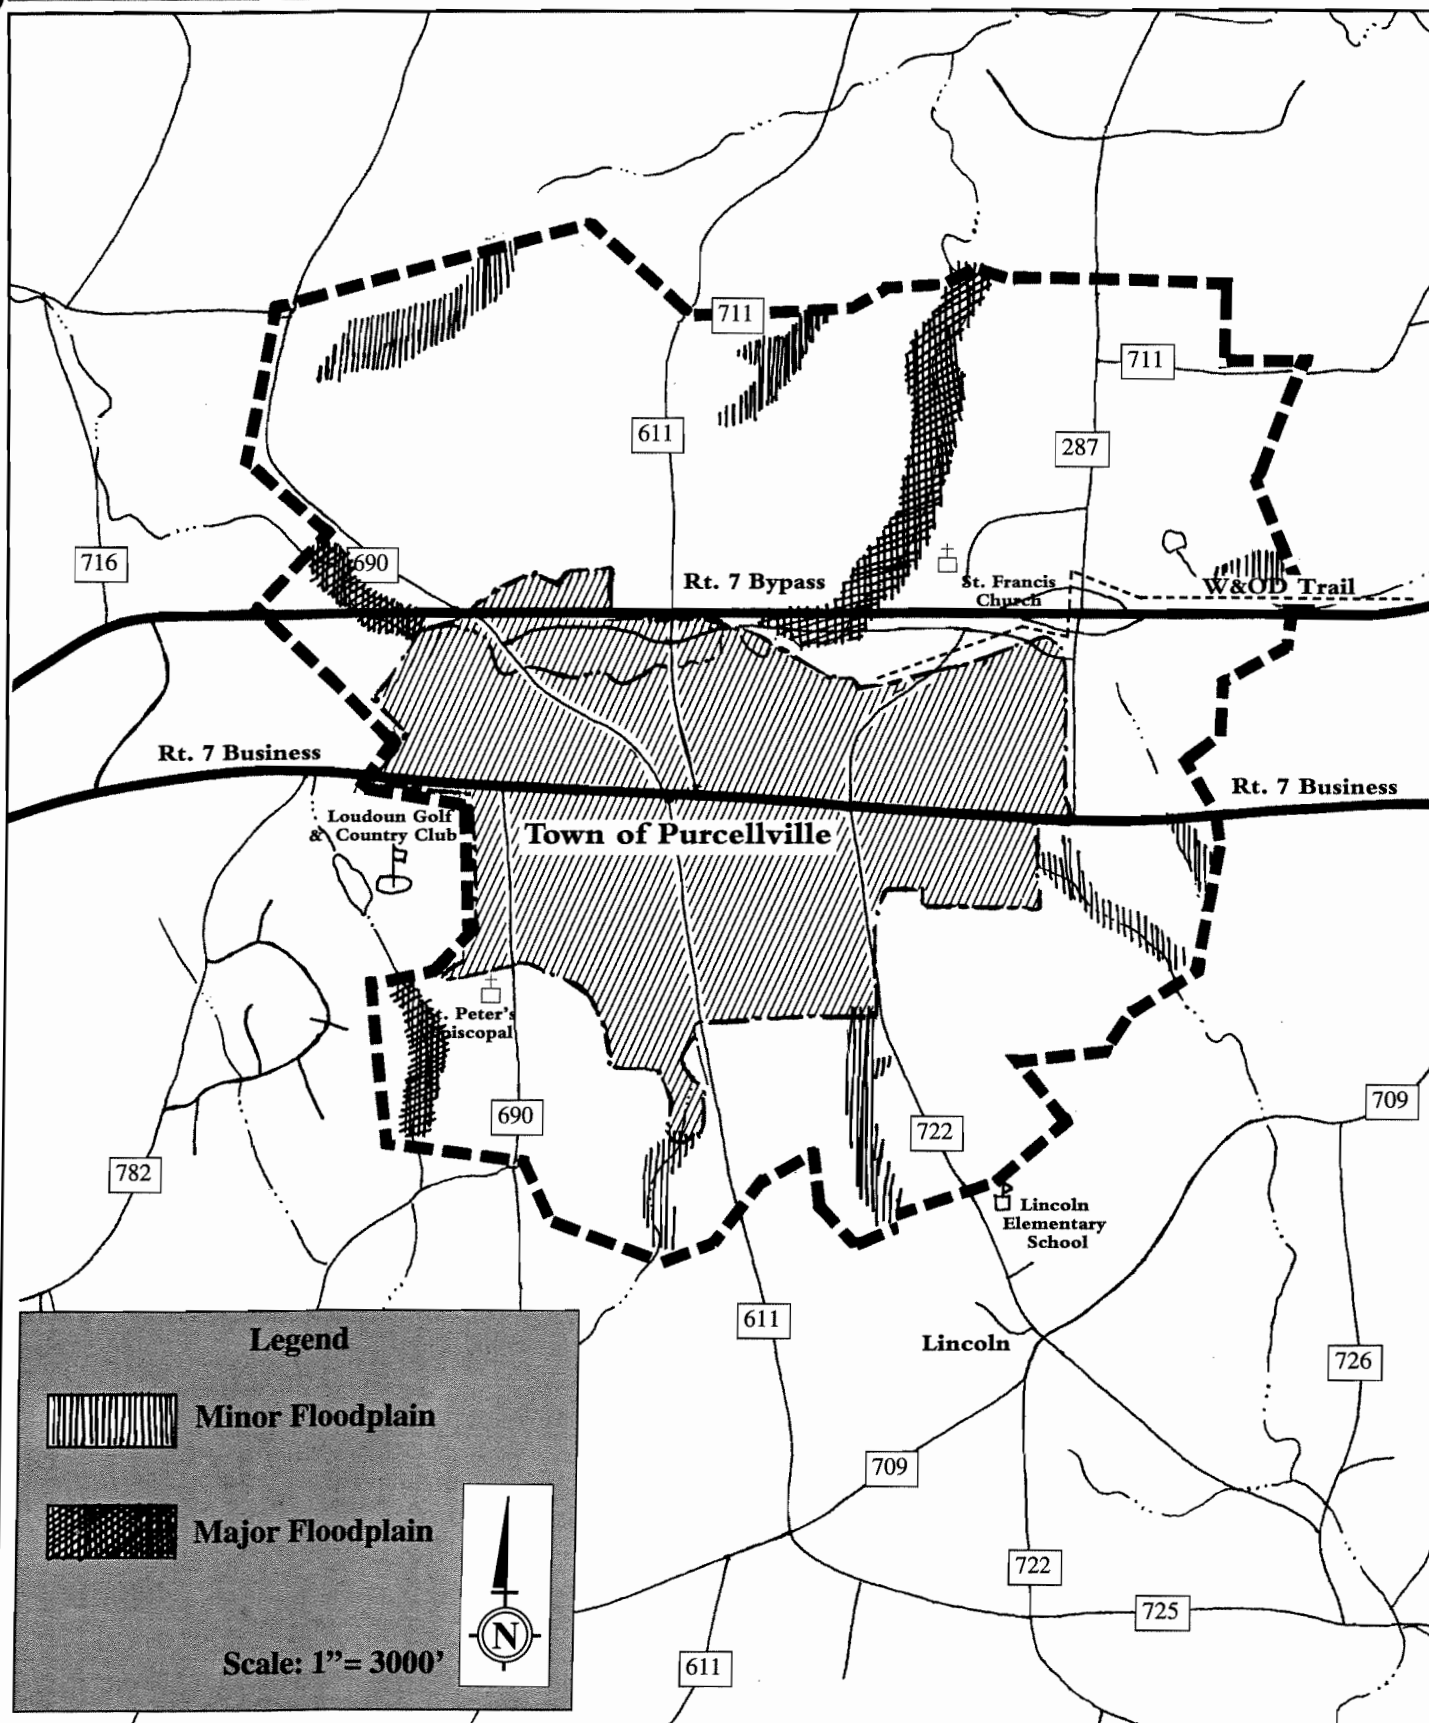 711
711
611
287
716
690
Rt. 7 Bypass
St. Francis
Church
W&OD Trail
Rt. 7 Business
Rt. 7 Business
Loudoun Golf
& Country Club
Town of Purcellville
t. Peter's
iscopal
690
722
709
782
Lincoln
Elementary
School
611
Lincoln
726
709
722
725
611
Legend
Minor Floodplain
Major Floodplain
N
Scale: 1”= 3000’